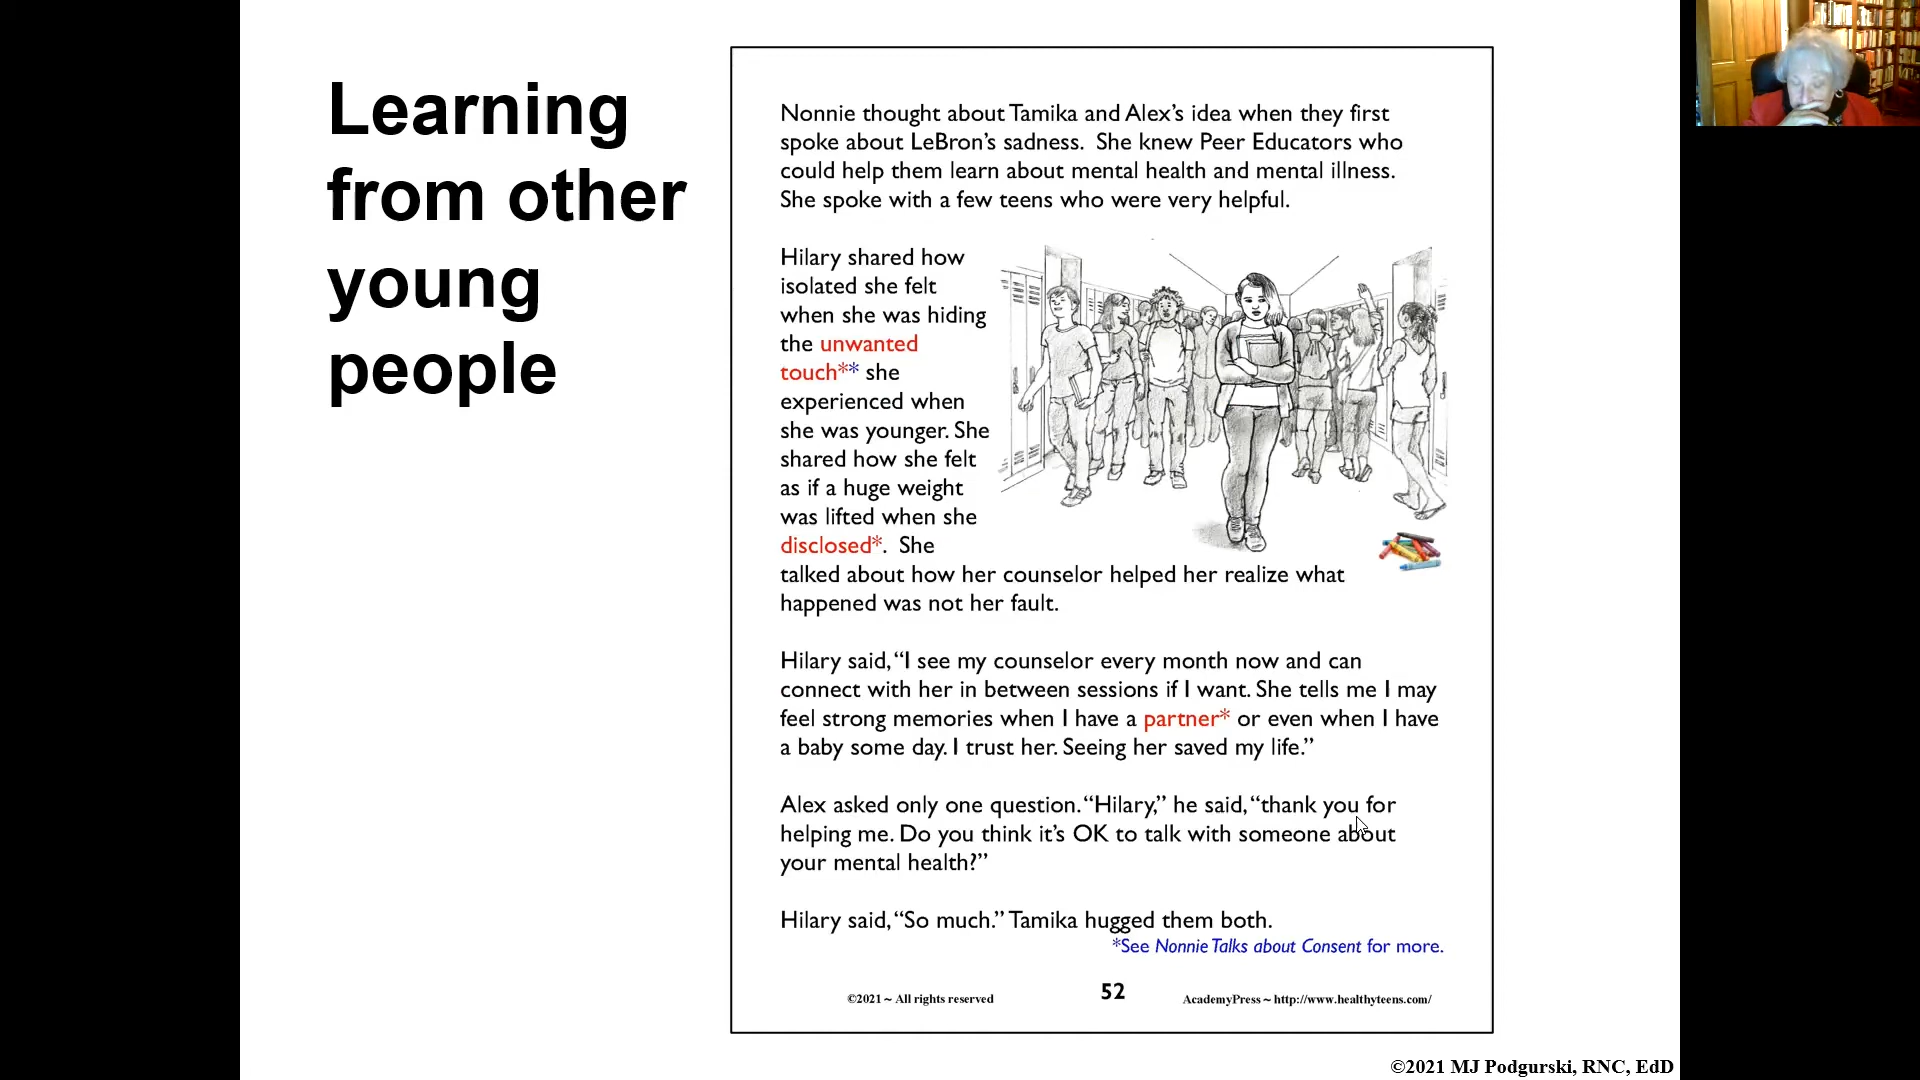 Learning
from other
young
people
Nonnie thought about Tamika and Alex's idea when they first
spoke about LeBron's sadness.  She knew Peer Educators who
could help them learn about mental health and mental illness.
She spoke with a few teens who were very helpful.
Hilary shared how
isolated she felt
when she was hiding
the unwanted
touch** she
experienced when
she was younger. She
shared how she felt
as if a huge weight
was lifted when she
disclosed*.  She
talked about how her counselor helped her realize what
happened was not her fault.
Hilary said, “I see my counselor every month now and can
connect with her in between sessions if I want. She tells me I may
feel strong memories when I have a partner* or even when I have
a baby some day. I trust her. Seeing her saved my life.”
Alex asked only one question. “Hilary,” he said, “thank you for
helping me. Do you think it’s OK to talk with someone about
your mental health?”
Hilary said, “So much.” Tamika hugged them both.
*See Nonnie Talks about Consent for more.
©2021 ~ All rights reserved 52 AcademyPress ~ http://www.healthyteens.com/
©2021 MJ Podgurski, RNC, EdD